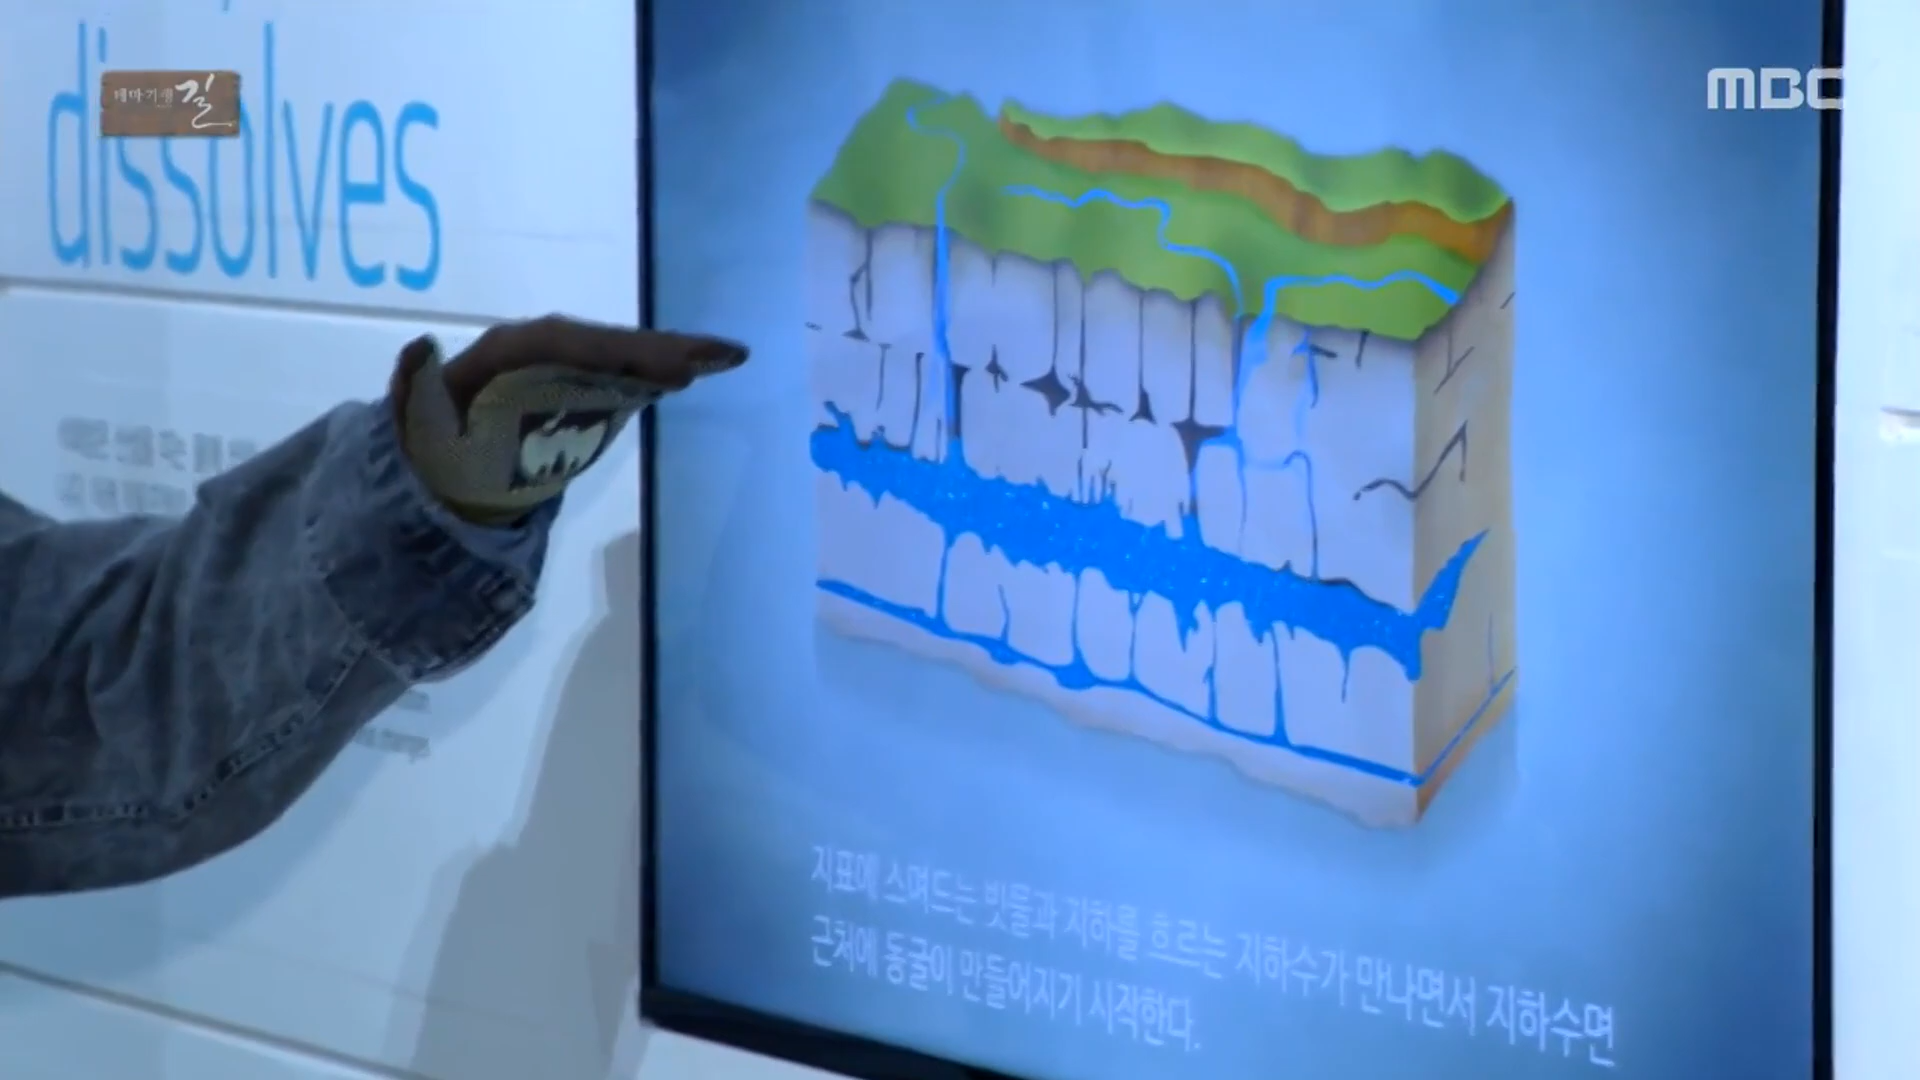 dissolves
테마기행 길
MBC
지표에 스며드는 빗물과 지하를 흐르는 지하수가 만나면서 지하수면
근처에 동굴이 만들어지기 시작한다.